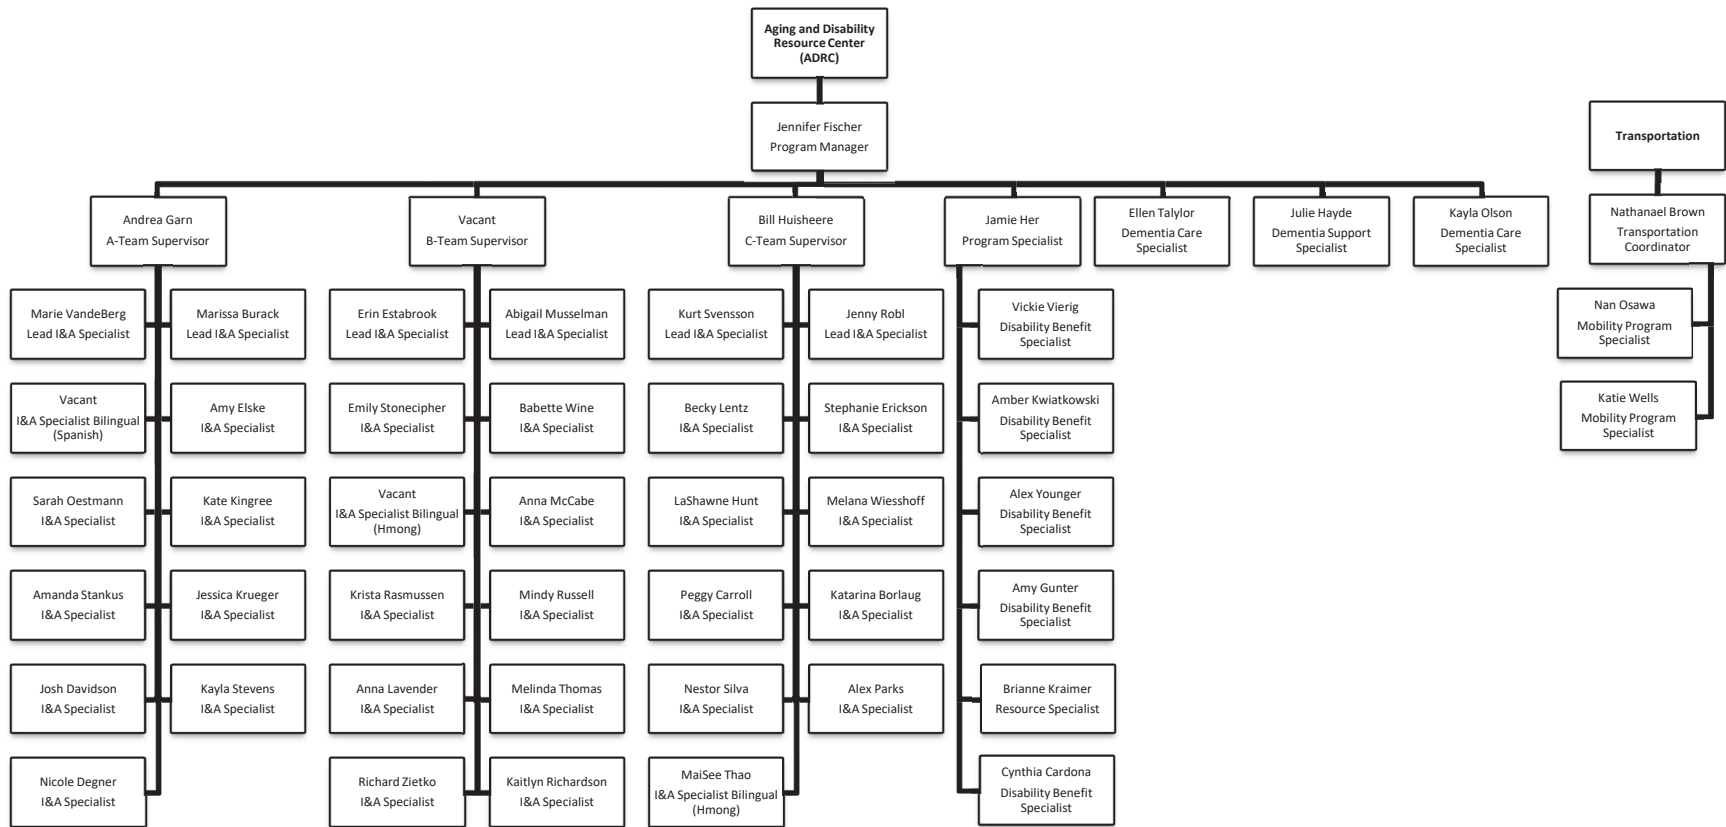 Aging and Disability
Resource Center
(ADRC)
Jennifer Fischer
Program Manager
Transportation
Andrea Garn
A-Team Supervisor
Vacant
B-Team Supervisor
Bill Huisheere
C-Team Supervisor
Jamie Her
Program Specialist
Ellen Talylor
Dementia Care
Specialist
Julie Hayde
Dementia Support
Specialist
Kayla Olson
Dementia Care
Specialist
Nathanael Brown
Transportation
Coordinator
Marie VandeBerg
Lead I&A Specialist
Marissa Burack
Lead I&A Specialist
Erin Estabrook
Lead I&A Specialist
Abigail Musselman
Lead I&A Specialist
Kurt Svensson
Lead I&A Specialist
Jenny Robl
Lead I&A Specialist
Vickie Vierig
Disability Benefit
Specialist
Nan Osawa
Mobility Program
Specialist
Vacant
I&A Specialist Bilingual
(Spanish)
Amy Elske
I&A Specialist
Emily Stonecipher
I&A Specialist
Babette Wine
I&A Specialist
Becky Lentz
I&A Specialist
Stephanie Erickson
I&A Specialist
Amber Kwiatkowski
Disability Benefit
Specialist
Katie Wells
Mobility Program
Specialist
Sarah Oestmann
I&A Specialist
Kate Kingree
I&A Specialist
Vacant
I&A Specialist Bilingual
(Hmong)
Anna McCabe
I&A Specialist
LaShawne Hunt
I&A Specialist
Melana Wiesshoff
I&A Specialist
Alex Younger
Disability Benefit
Specialist
Amanda Stankus
I&A Specialist
Jessica Krueger
I&A Specialist
Krista Rasmussen
I&A Specialist
Mindy Russell
I&A Specialist
Peggy Carroll
I&A Specialist
Katarina Borlaug
I&A Specialist
Amy Gunter
Disability Benefit
Specialist
Josh Davidson
I&A Specialist
Kayla Stevens
I&A Specialist
Anna Lavender
I&A Specialist
Melinda Thomas
I&A Specialist
Nestor Silva
I&A Specialist
Alex Parks
I&A Specialist
Brianne Kraimer
Resource Specialist
Nicole Degner
I&A Specialist
Richard Zietko
I&A Specialist
Kaitlyn Richardson
I&A Specialist
MaiSee Thao
I&A Specialist Bilingual
(Hmong)
Cynthia Cardona
Disability Benefit
Specialist